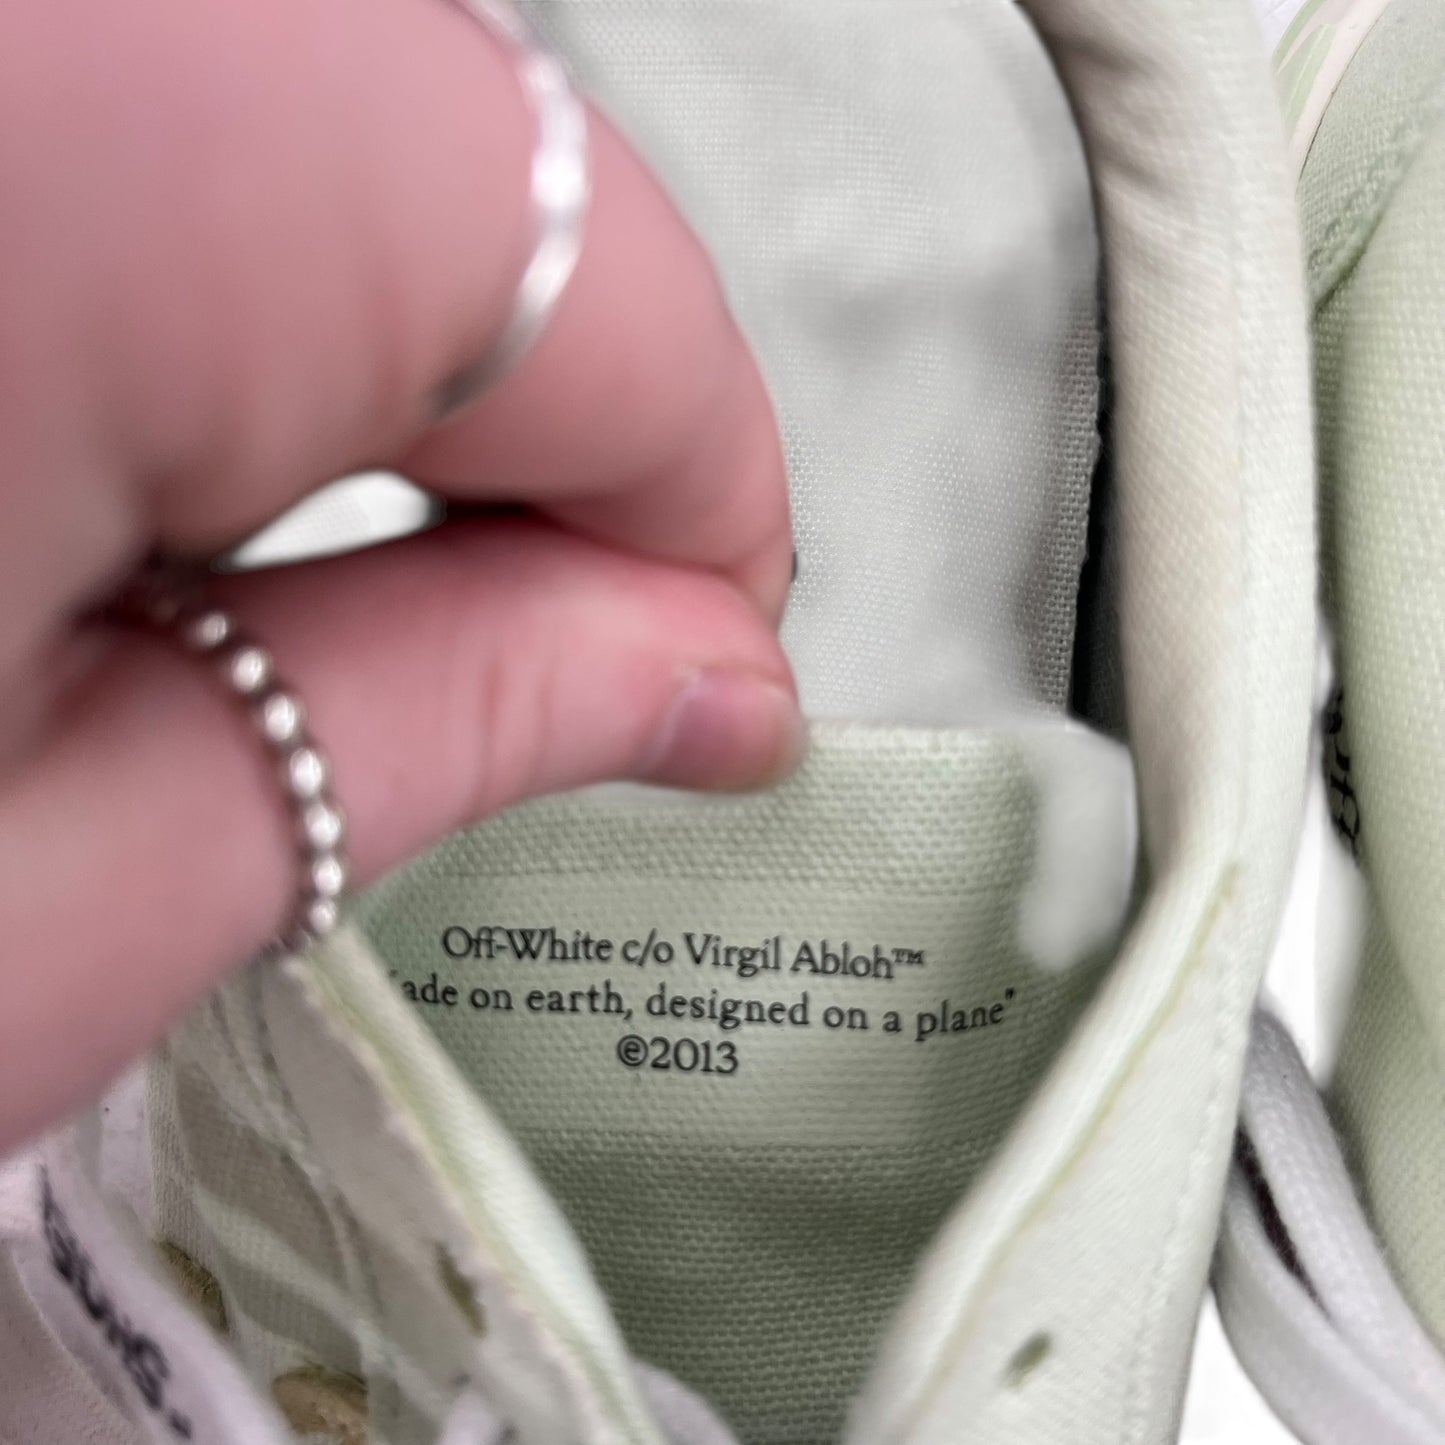 Off-White c/o Virgil Abloh™
ade on earth, designed on a plane"
©2013